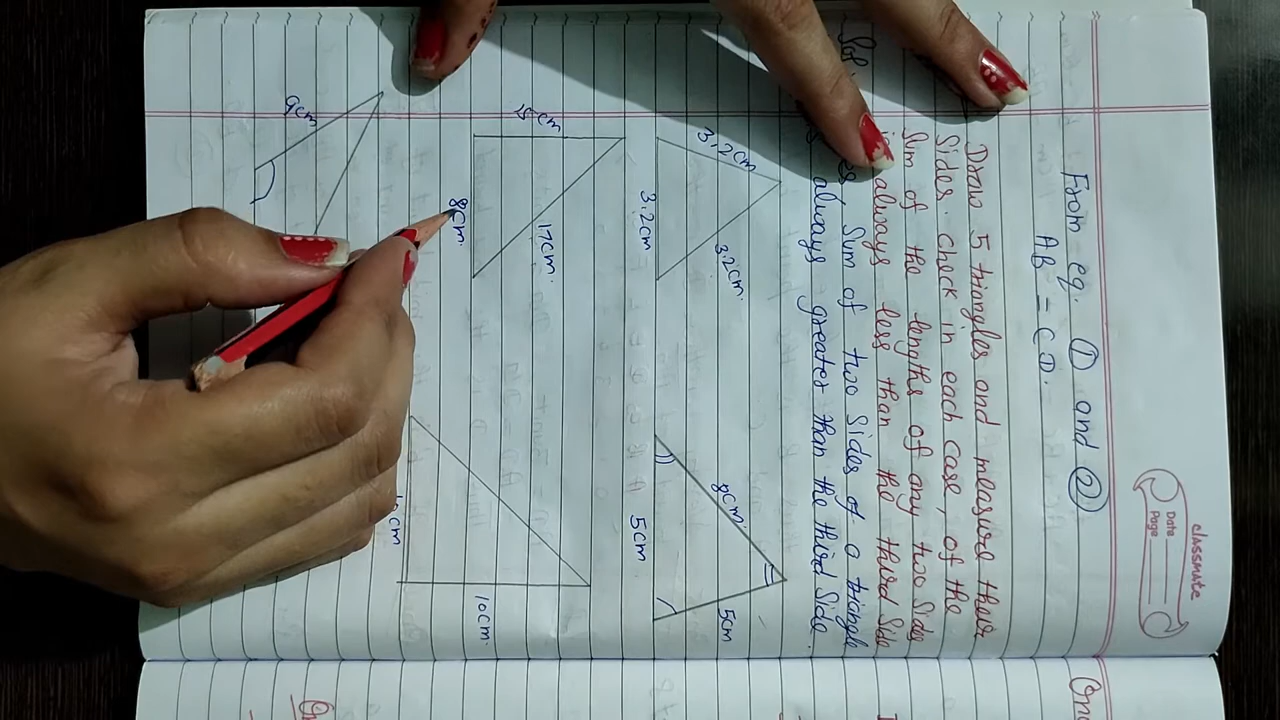 classmate
Date
Page
From eq. ① and ②
AB = CD.
Draw 5 triangles and measure their
Sides. check in each case, of the
Sum of the lengths of any two Sides
always less than the third Side
Sum of two Sides of a triangle
always greater than the third Side.
3.2cm
3.2cm.
3.2cm
8cm.
5cm
5cm
15cm
17cm.
8cm.
10cm.
9cm